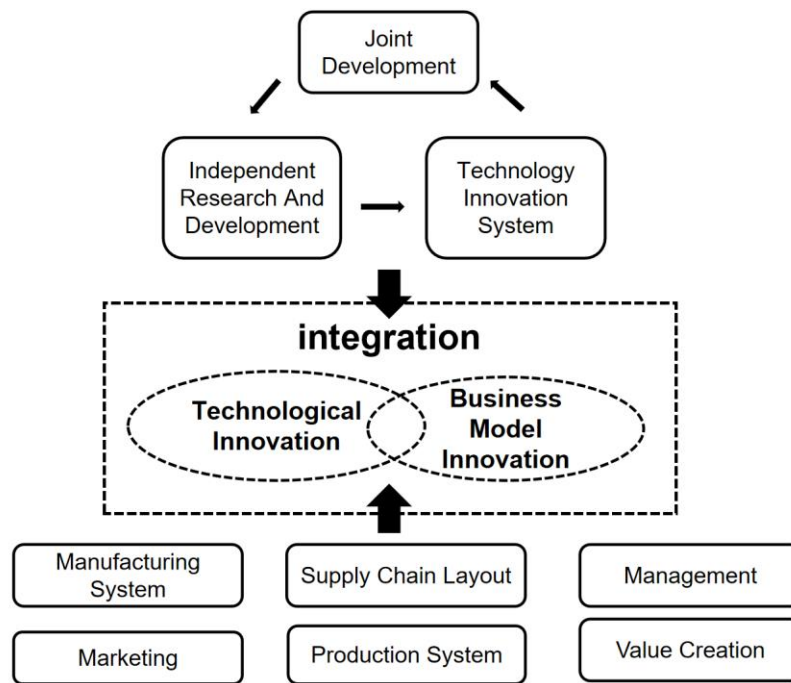 Joint
Development
Independent
Research And
Development
Technology
Innovation
System
integration
Technological
Innovation
Business
Model
Innovation
Manufacturing
System
Supply Chain Layout
Management
Marketing
Production System
Value Creation